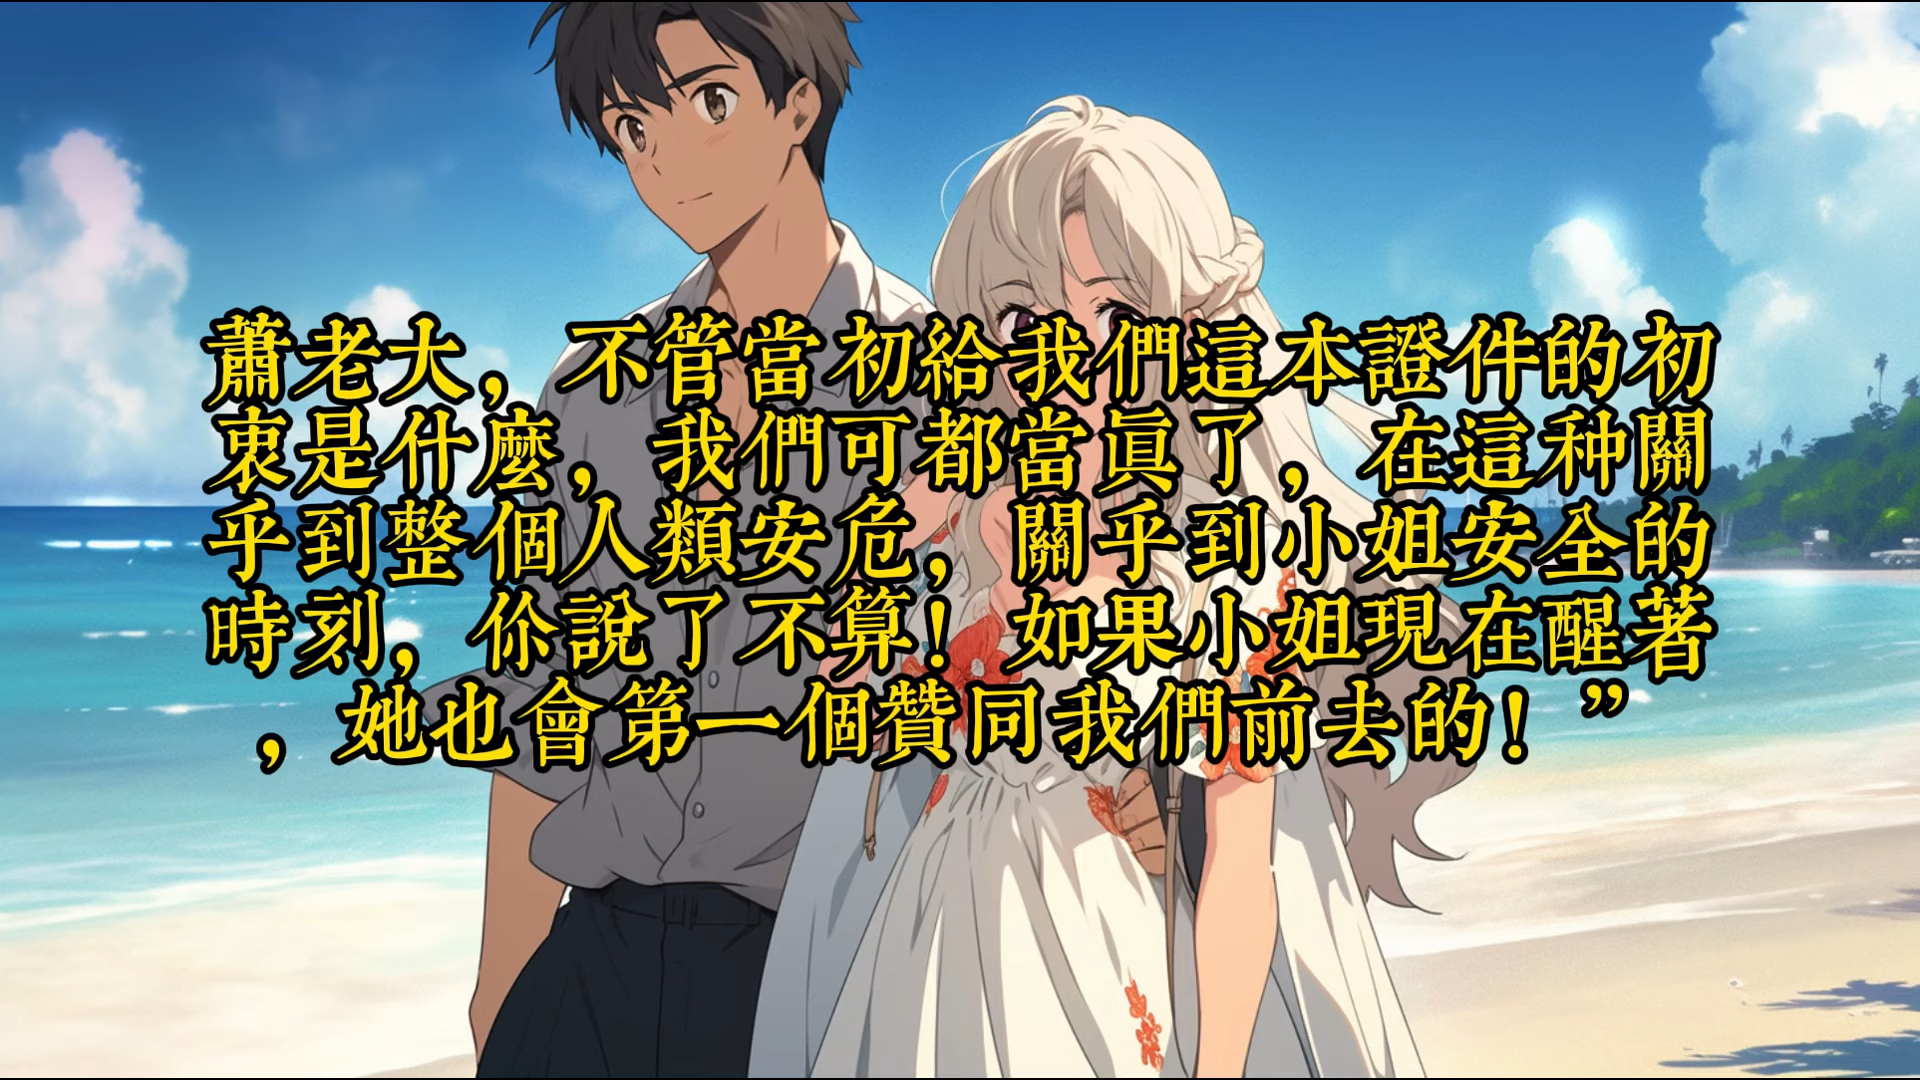 蕭老大，不管當初給我們這本證件的初
衷是什麼，我們可都當眞了，在這种關
乎到整個人類安危，關乎到小姐安全的
時刻，伱說了不算！如果小姐現在醒著
，她也會第一個贊同我們前去的！”